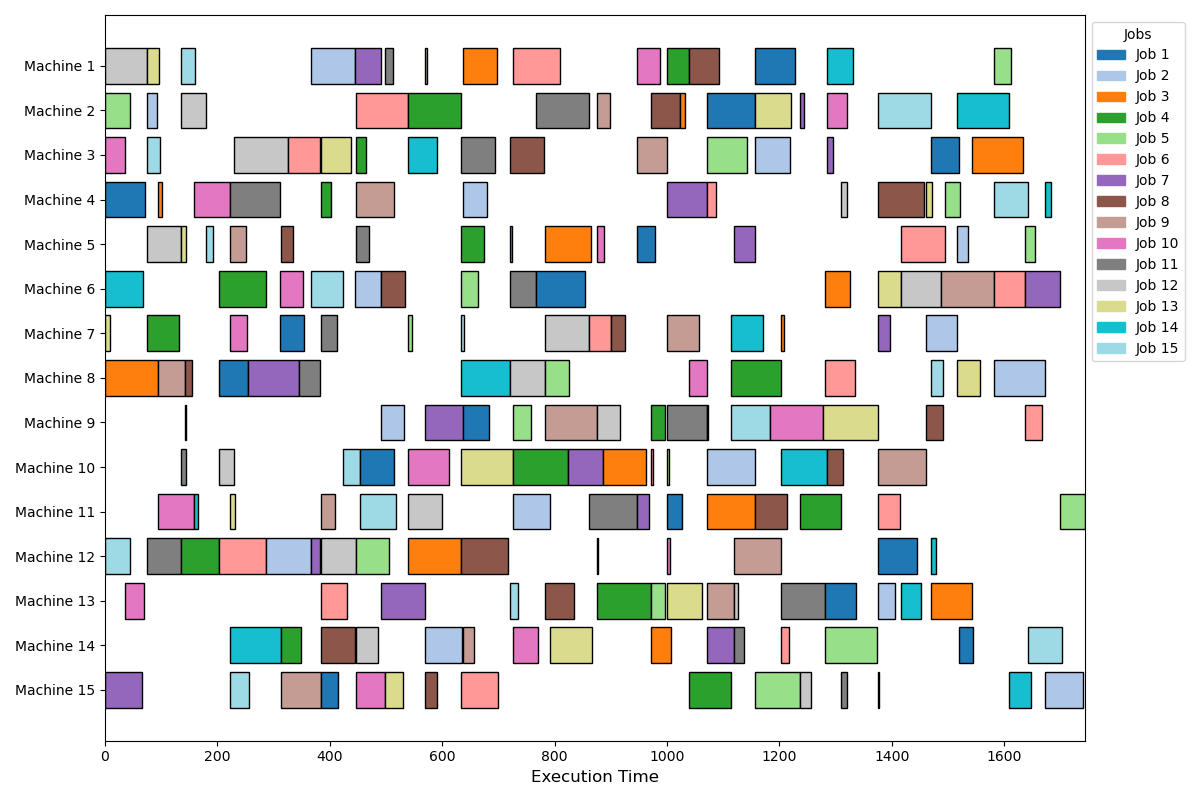 Machine 1
Machine 2
Machine 3
Machine 4
Machine 5
Machine 6
Machine 7
Machine 8
Machine 9
Machine 10
Machine 11
Machine 12
Machine 13
Machine 14
Machine 15
0 200 400 600 800 1000 1200 1400 1600
Execution Time
Jobs
Job 1
Job 2
Job 3
Job 4
Job 5
Job 6
Job 7
Job 8
Job 9
Job 10
Job 11
Job 12
Job 13
Job 14
Job 15